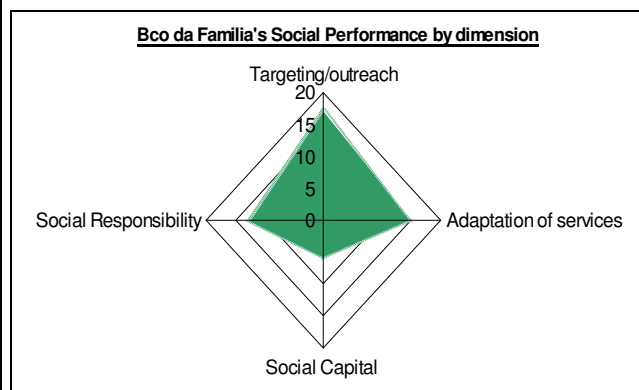 Bco da Familia's Social Performance by dimension
Targeting/outreach
20
15
10
5
0
Social Responsibility
Adaptation of services
Social Capital